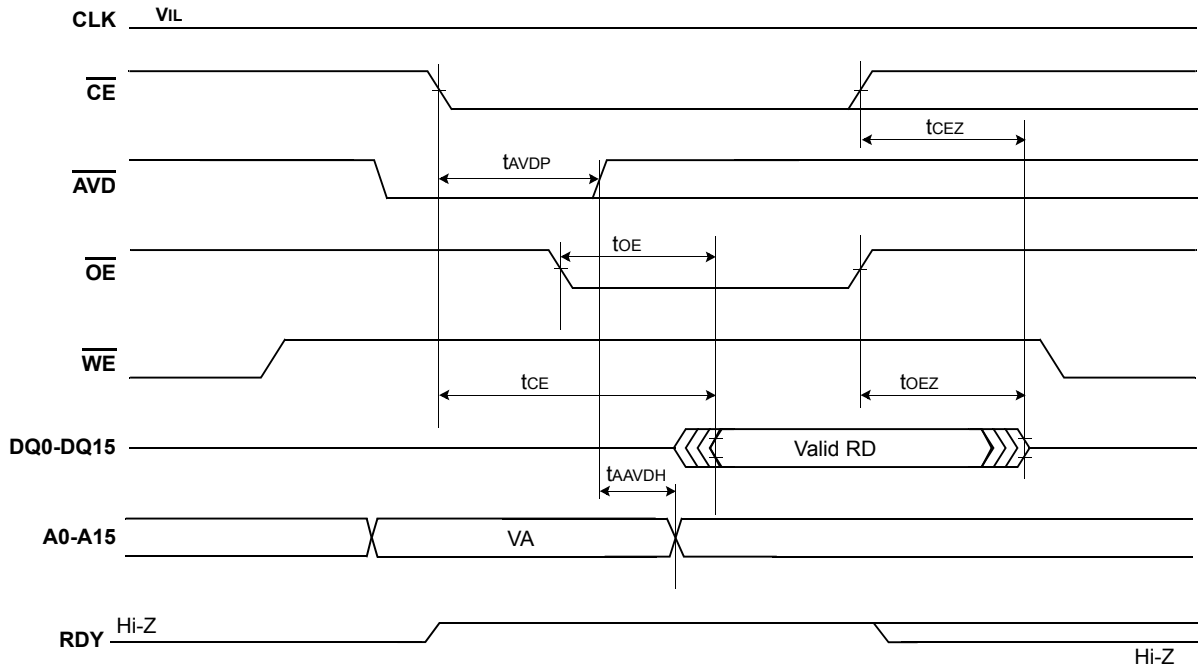 CLK VIL
CE
tCEZ
tAVDP
AVD
tOE
OE
WE
tCE
tOEZ
DQ0-DQ15
Valid RD
tAAVDH
A0-A15
VA
Hi-Z
RDY
Hi-Z